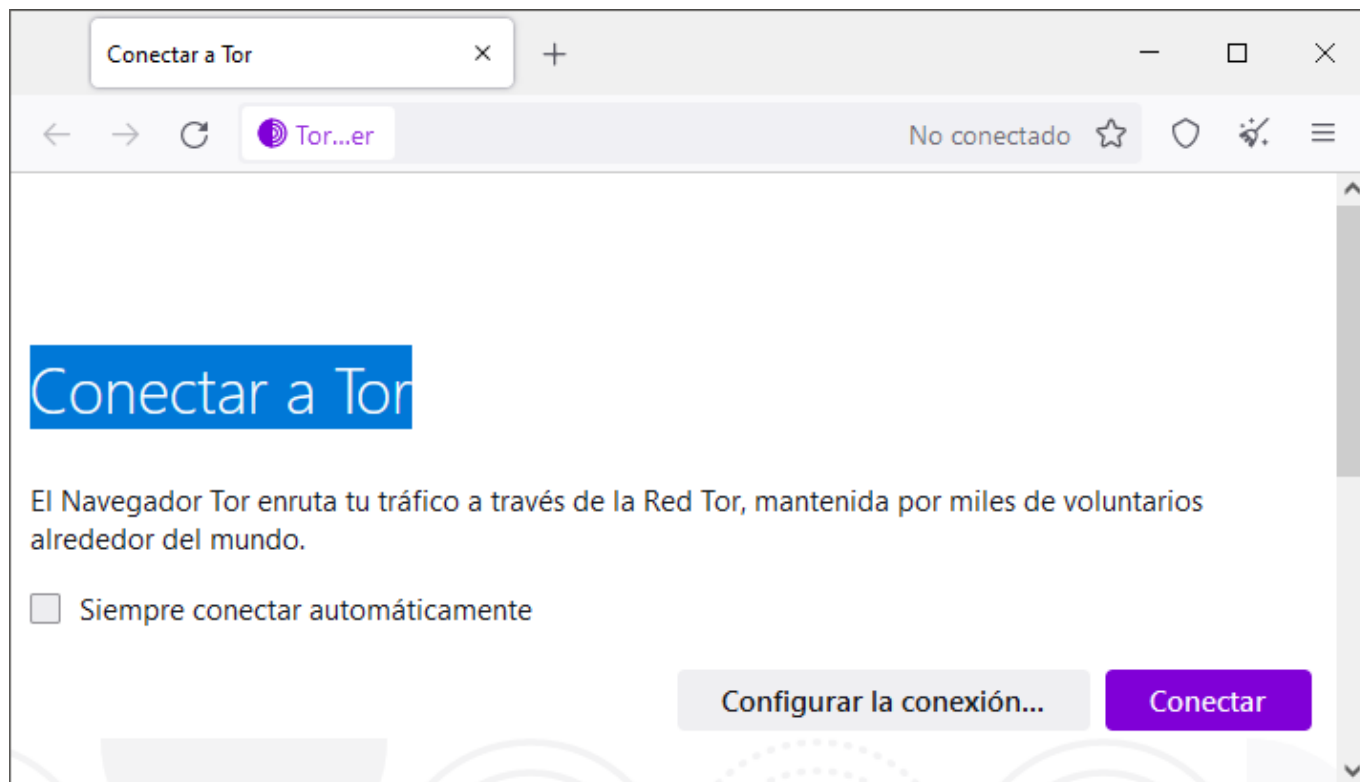 Conectar a Tor
Tor...er
No conectado
Conectar a Tor
El Navegador Tor enruta tu tráfico a través de la Red Tor, mantenida por miles de voluntarios
alrededor del mundo.
Siempre conectar automáticamente
Configurar la conexión...
Conectar